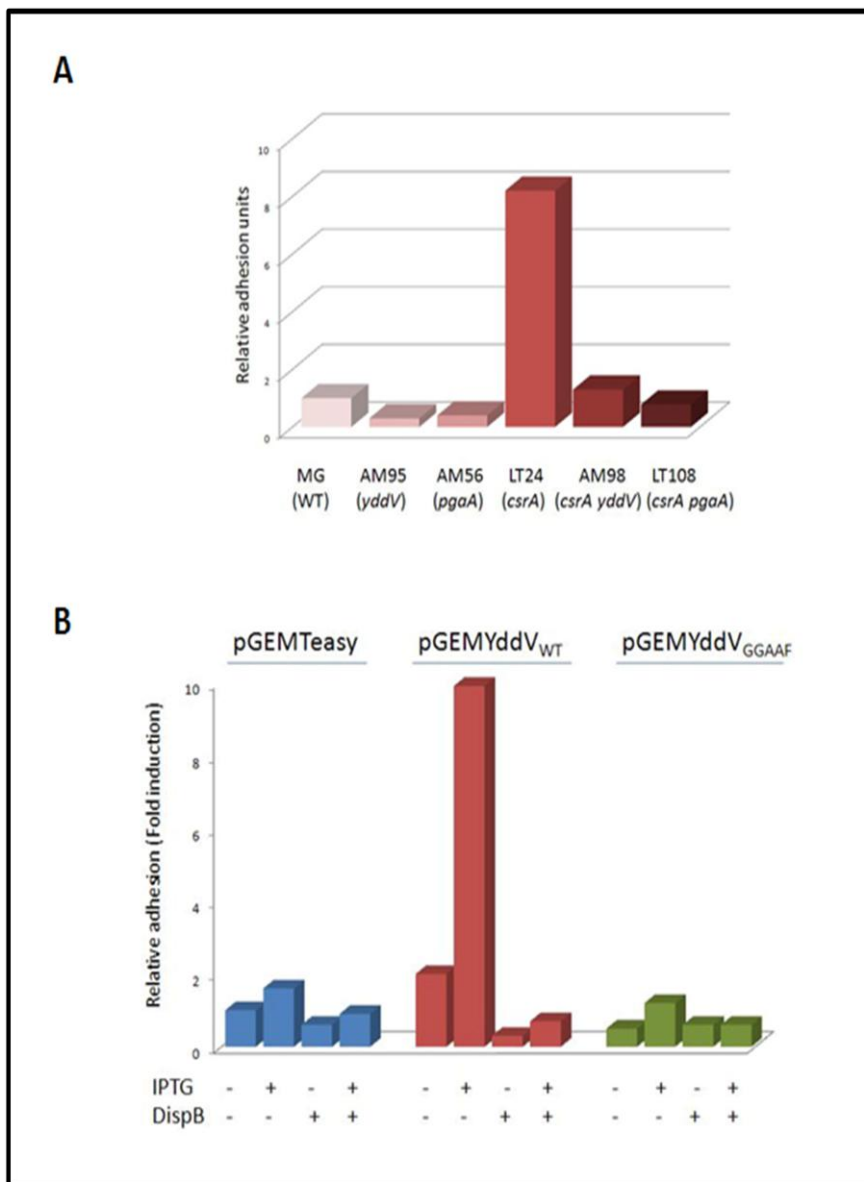 A
Relative adhesion units
10
8
6
4
2
0
MG AM95 AM56 LT24 AM98 LT108
(WT) (yddV) (pgaA) (csrA) (csrA yddV) (csrA pgaA)
B
pGEMTeasy pGEMYddVWT pGEMYddVGGAAF
Relative adhesion (Fold induction)
10
8
6
4
2
0
IPTG - + - + - + - + - + - +
DispB - - + + - - + + - - + +